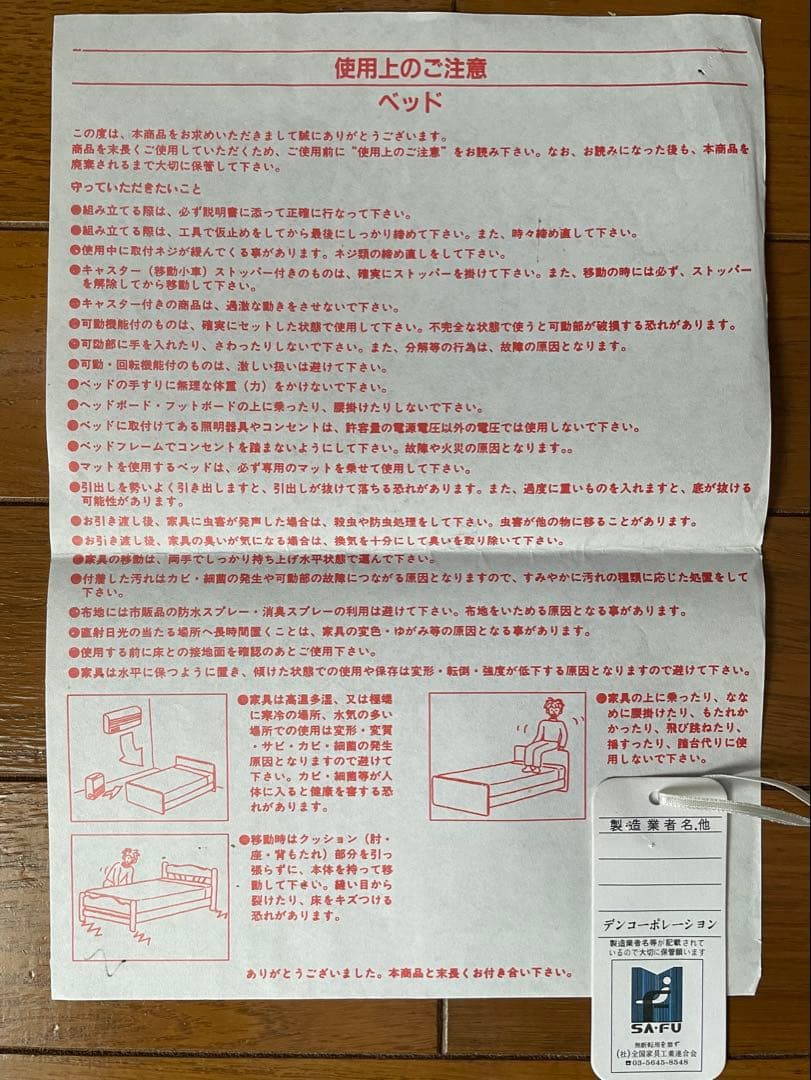 使用上のご注意
ベッド
この度は、本商品をお求めいただきまして誠にありがとうございます。
商品を末長くご使用していただくため、ご使用前に“使用上のご注意”をお読み下さい。なお、お読みになった後も、本商品を
廃棄されるまで大切に保管して下さい。
守っていただきたいこと
●組み立てる際は、必ず説明書に添って正確に行なって下さい。
●組み立てる際は、工具で仮止めをしてから最後にしっかり締めて下さい。また、時々締め直して下さい。
●使用中に取付ネジが緩んでくる事があります。ネジ類の締め直しをして下さい。
●キャスター（移動小車）ストッパー付きのものは、確実にストッパーを掛けて下さい。また、移動の時には必ず、ストッパー
を解除してから移動して下さい。
●キャスター付きの商品は、過激な動きをさせないで下さい。
●可動機能付のものは、確実にセットした状態で使用して下さい。不完全な状態で使うと可動部が破損する恐れがあります。
●可動部に手を入れたり、さわったりしないで下さい。また、分解等の行為は、故障の原因となります。
●可動・回転機能付のものは、激しい扱いは避けて下さい。
●ベッドの手すりに無理な体重（力）をかけないで下さい。
●ヘッドボード・フットボードの上に乗ったり、腰掛けたりしないで下さい。
●ベッドに取付けてある照明器具やコンセントは、許容量の電源電圧以外の電圧では使用しないで下さい。
●ベッドフレームでコンセントを踏まないようにして下さい。故障や火災の原因となります。。
●マットを使用するベッドは、必ず専用のマットを乗せて使用して下さい。
●引出しを勢いよく引き出しますと、引出しが抜けて落ちる恐れがあります。また、過度に重いものを入れますと、底が抜ける
可能性があります。
●お引き渡し後、家具に虫害が発声した場合は、殺虫や防虫処理をして下さい。虫害が他の物に移ることがあります。
●お引き渡し後、家具の臭いが気になる場合は、換気を十分にして臭いを取り除いて下さい。
●家具の移動は、両手でしっかり持ち上げ水平状態で運んで下さい。
●付着した汚れはカビ・細菌の発生や可動部の故障につながる原因となりますので、すみやかに汚れの種類に応じた処置をして
下さい。
●布地には市販品の防水スプレー・消臭スプレーの利用は避けて下さい。布地をいためる原因となる事があります。
●直射日光の当たる場所へ長時間置くことは、家具の変色・ゆがみ等の原因となる事があります。
●使用する前に床との接地面を確認のあとご使用下さい。
●家具は水平に保つように置き、傾けた状態での使用や保存は変形・転倒・強度が低下する原因となりますので避けて下さい。
●家具は高温多湿、又は極端
に寒冷の場所、水気の多い
場所での使用は変形・変質
・サビ・カビ・細菌の発生
原因となりますので避けて
下さい。カビ・細菌等が人
体に入ると健康を害する恐
れがあります。
●家具の上に乗ったり、なな
めに腰掛けたり、もたれか
かったり、飛び跳ねたり、
揺すったり、踏台代りに使
用しないで下さい。
●移動時はクッション（肘・
座・背もたれ）部分を引っ
張らずに、本体を持って移
動して下さい。縫い目から
裂けたり、床をキズつける
恐れがあります。
ありがとうございました。本商品と末長くお付き合い下さい。
製造業者名.他
デンコーポレーション
製造業者名等が記載されて
いるので大切に保管願います
SA·FU
無断転用を禁ず
(社)全国家具工業連合会
☎03-5645-8548